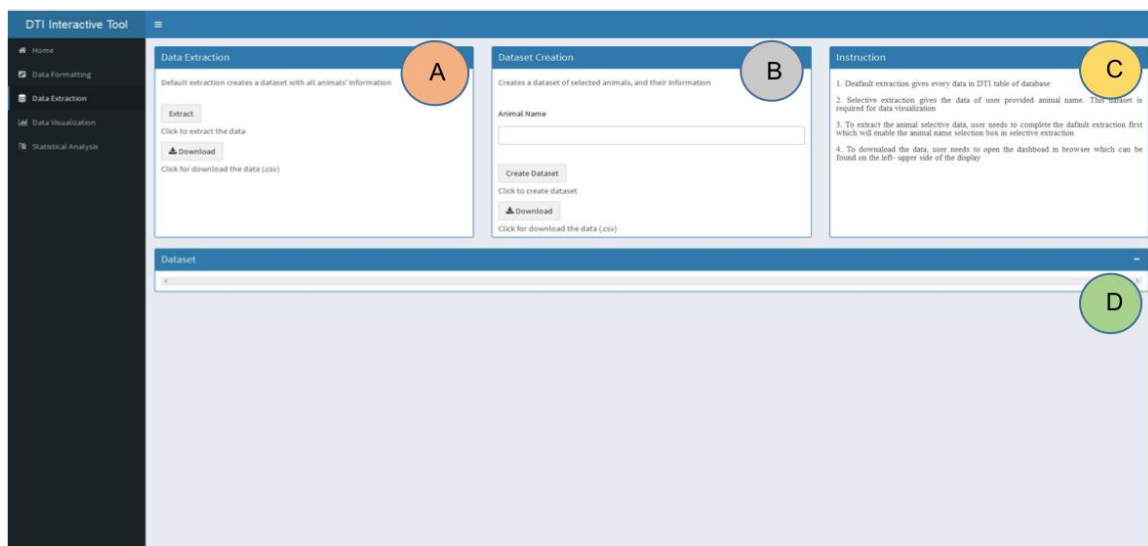 DTI Interactive Tool
Home
Data Formatting
Data Extraction
Data Visualization
Statistical Analysis
Data Extraction
A
Default extraction creates a dataset with all animals' information
Extract
Click to extract the data
Download
Click for download the data (.csv)
Dataset Creation
B
Creates a dataset of selected animals, and their information
Animal Name
Create Dataset
Click to create dataset
Download
Click for download the data (.csv)
Instruction
C
1. Deafault extraction gives every data in DTI table of database
2. Selective extraction gives the data of user provided animal name. This dataset is
required for data visualization
3. To extract the animal selective data, user needs to complete the dafault extraction first
which will enable the animal name selection box in selective extraction
4. To downaload the data, user needs to open the dashboad in browser which can be
found on the left- upper side of the display
Dataset
D